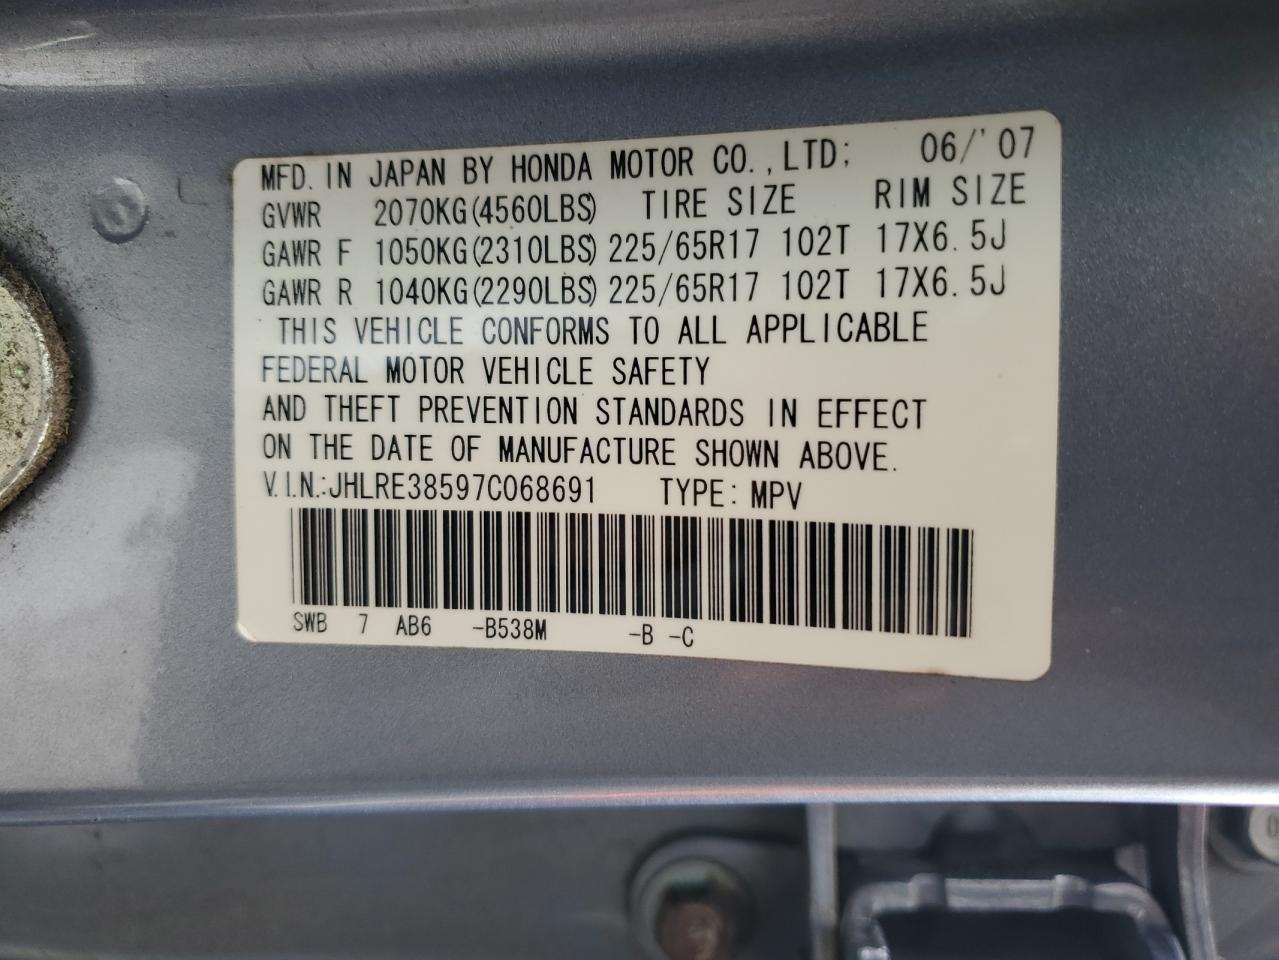 MFD. IN JAPAN BY HONDA MOTOR CO.,LTD; 06/'07
GVWR 2070KG(4560LBS) TIRE SIZE RIM SIZE
GAWR F 1050KG(2310LBS) 225/65R17 102T 17X6.5J
GAWR R 1040KG(2290LBS) 225/65R17 102T 17X6.5J
THIS VEHICLE CONFORMS TO ALL APPLICABLE
FEDERAL MOTOR VEHICLE SAFETY
AND THEFT PREVENTION STANDARDS IN EFFECT
ON THE DATE OF MANUFACTURE SHOWN ABOVE.
V.I.N.:JHLRE38597C068691 TYPE: MPV
SWB 7 AB6 -B538M -B -C